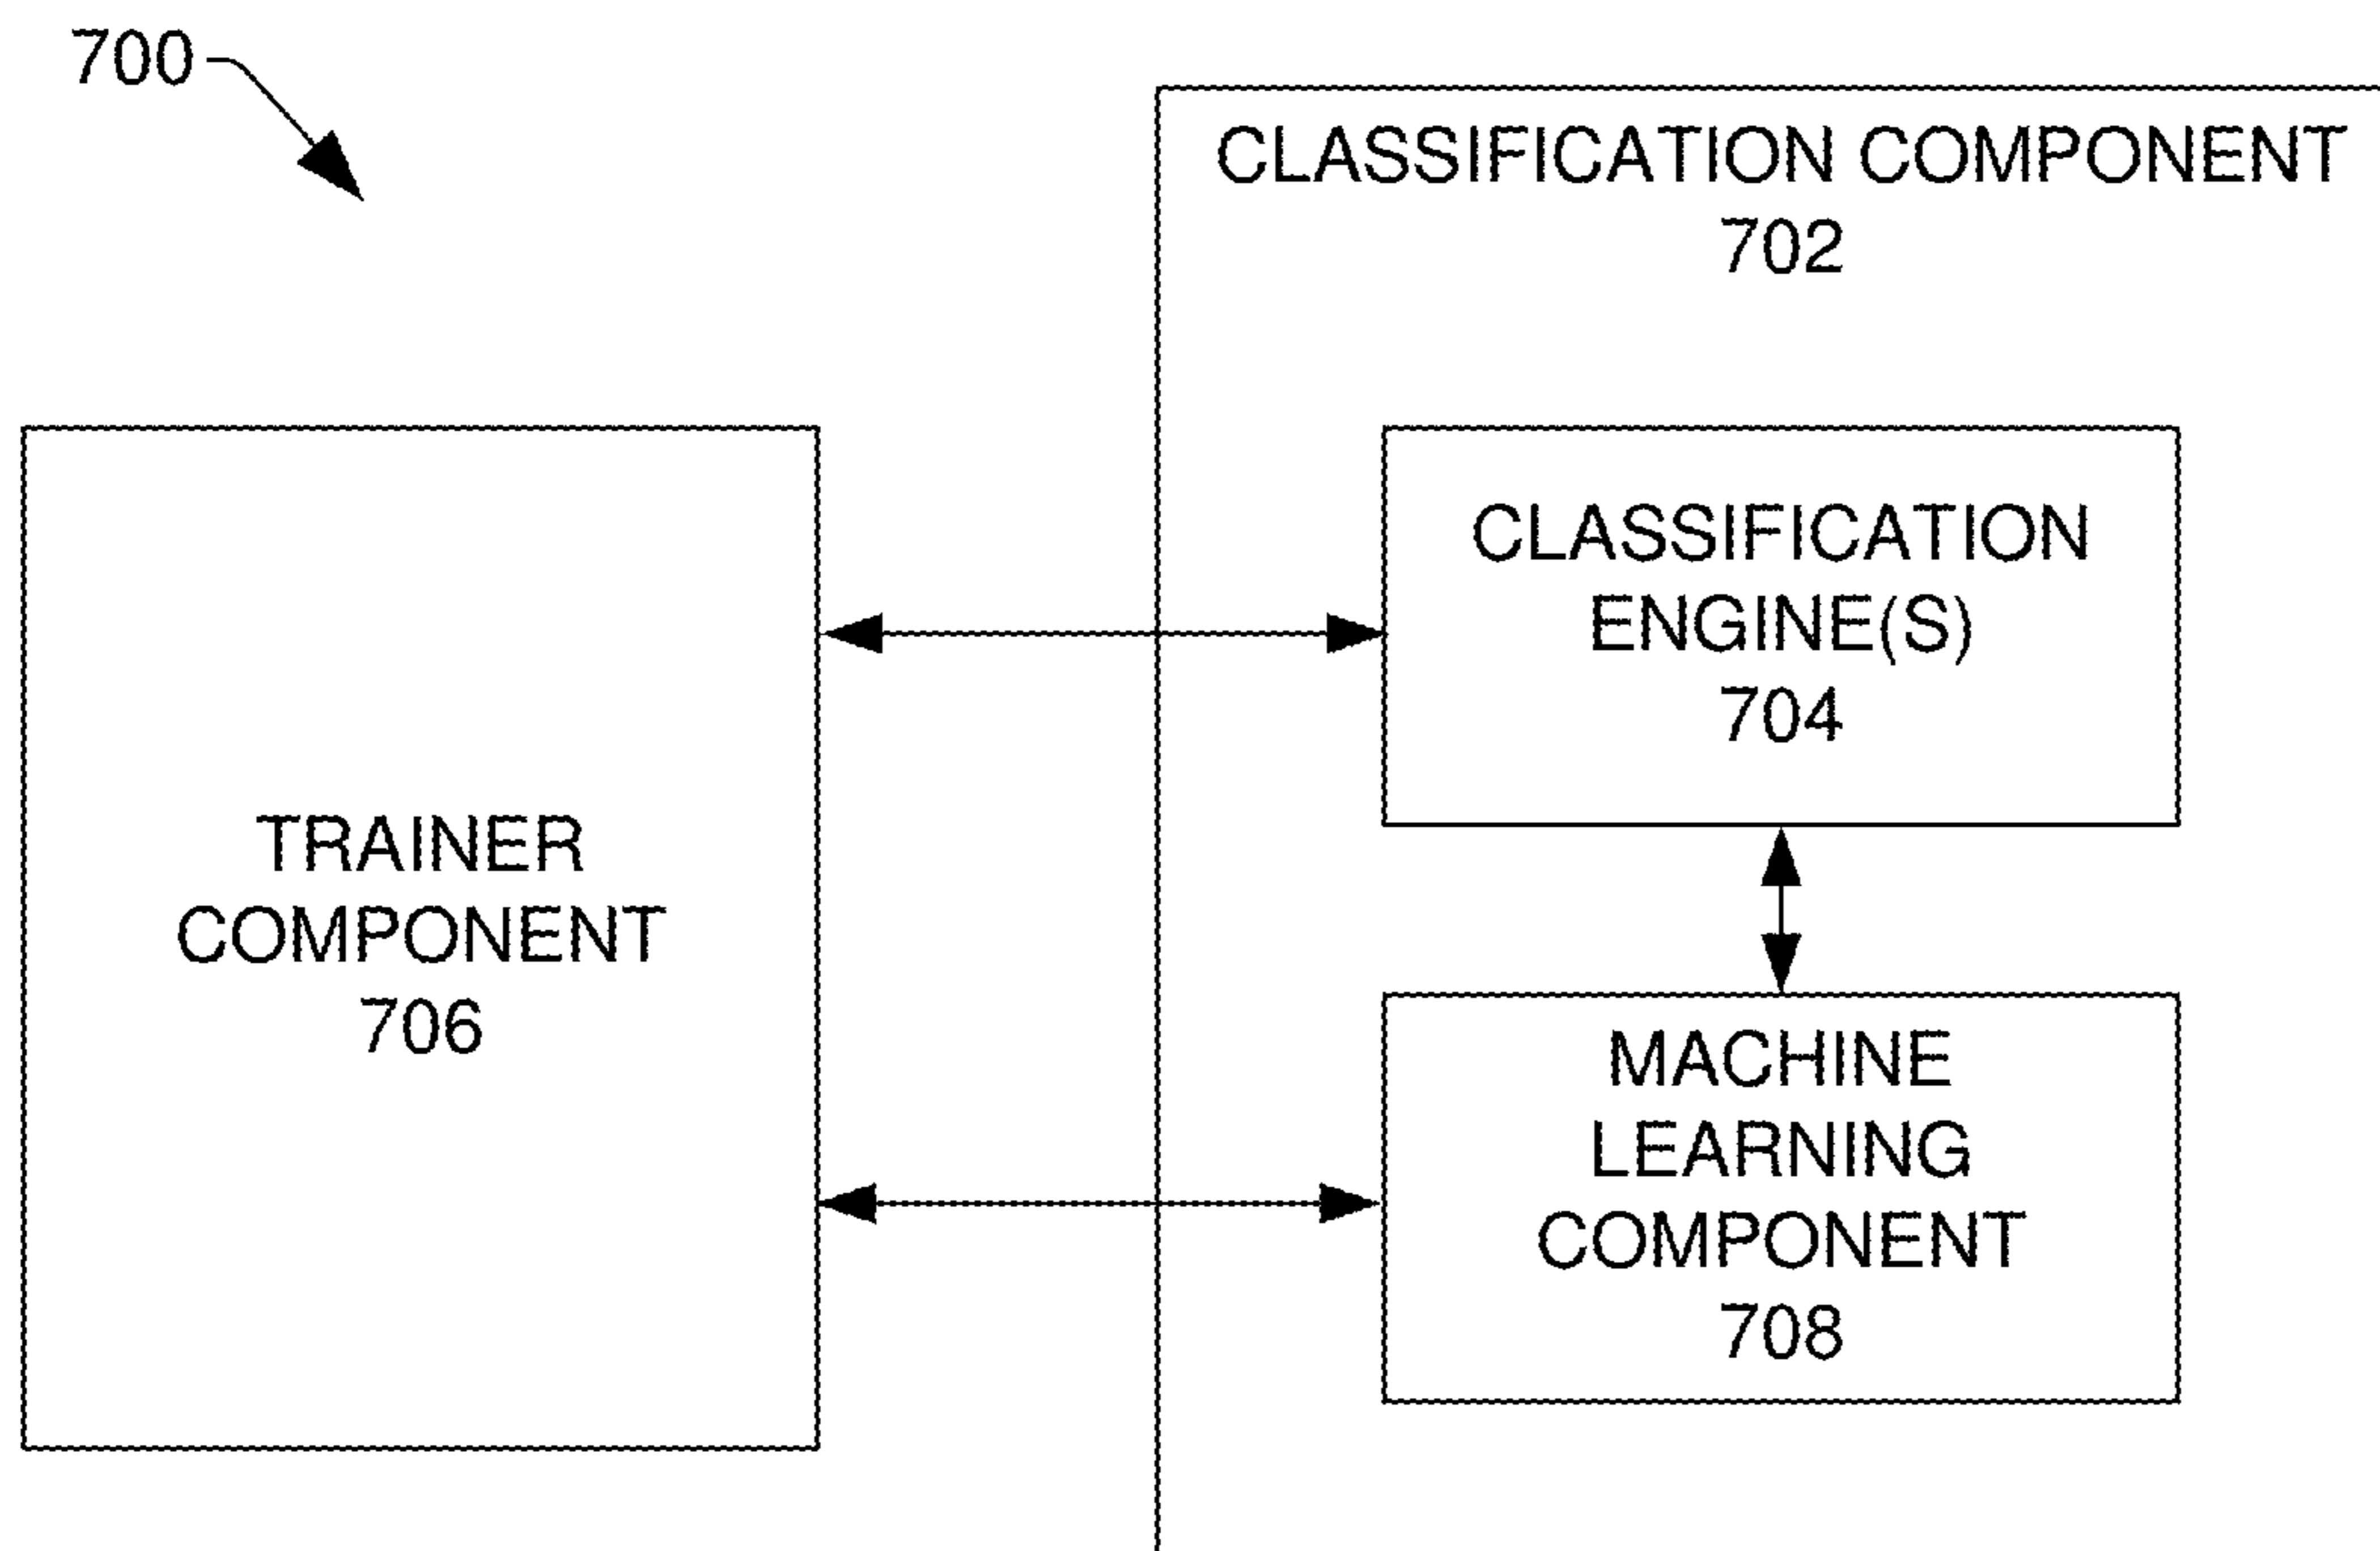 700
CLASSIFICATION COMPONENT
702
CLASSIFICATION
ENGINE(S)
704
TRAINER
COMPONENT
706
MACHINE
LEARNING
COMPONENT
708